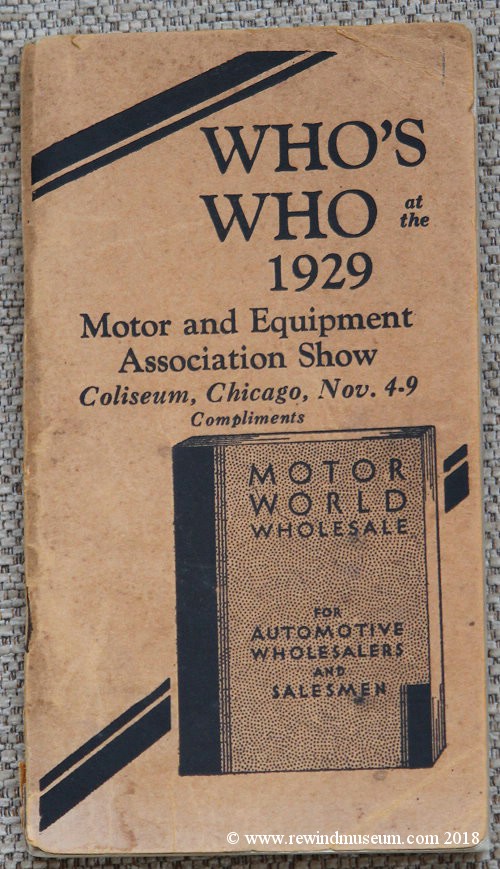 WHO'S
WHO at the
1929
Motor and Equipment
Association Show
Coliseum, Chicago, Nov. 4-9
Compliments
MOTOR
WORLD
WHOLESALE
FOR
AUTOMOTIVE
WHOLESALERS
AND
SALESMEN
© www.rewindmuseum.com 2018